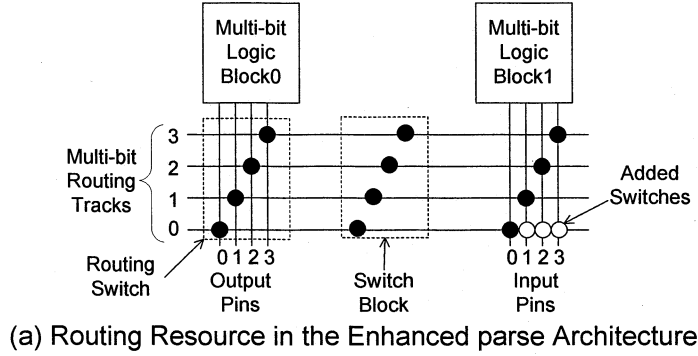 Multi-bit
Logic
Block0
Multi-bit
Logic
Block1
3
2
1
0
Multi-bit
Routing
Tracks
Added
Switches
0 1 2 3
0 1 2 3
Routing
Switch
Output
Pins
Switch
Block
Input
Pins
(a) Routing Resource in the Enhanced parse Architecture